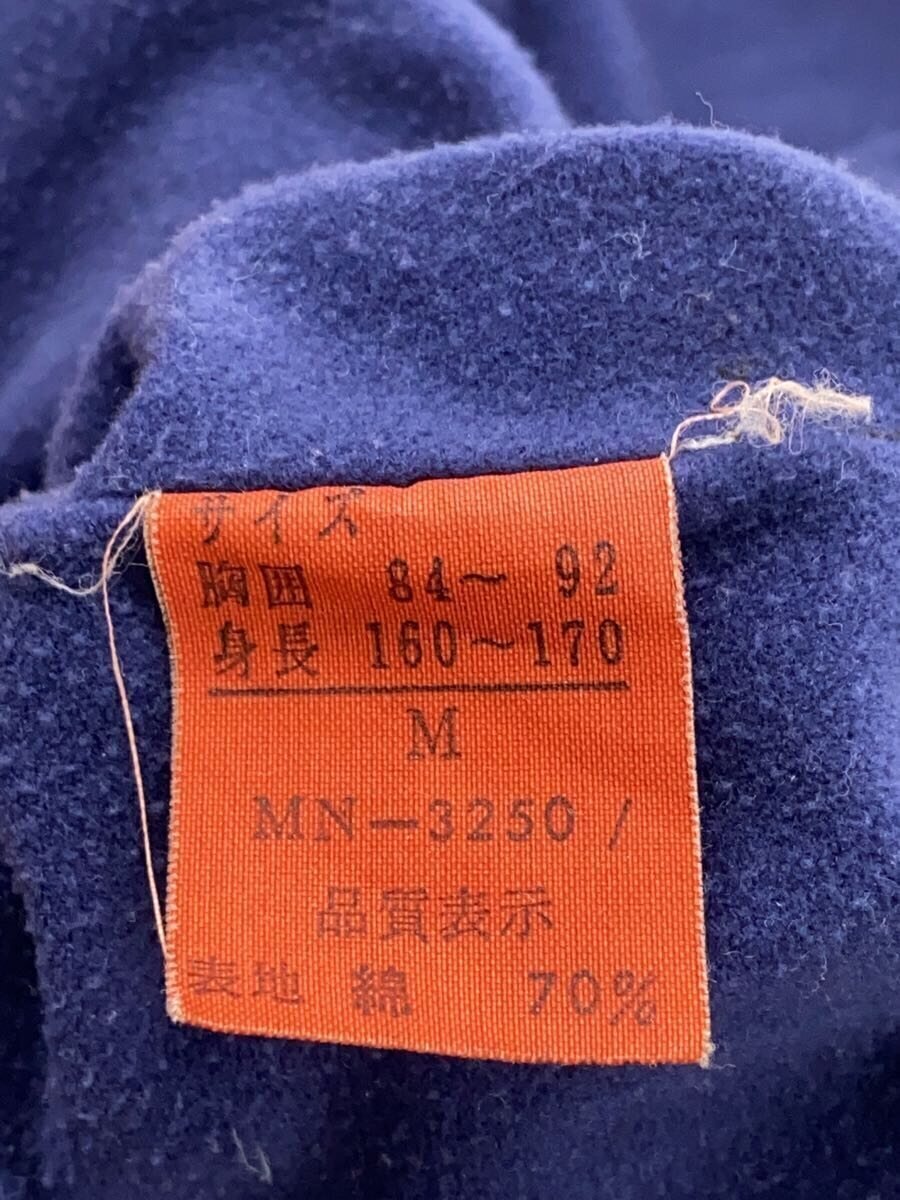 サイズ
胸囲 84〜 92
身長 160〜170
M
MN-3250 /
品質表示
表地 綿 70%